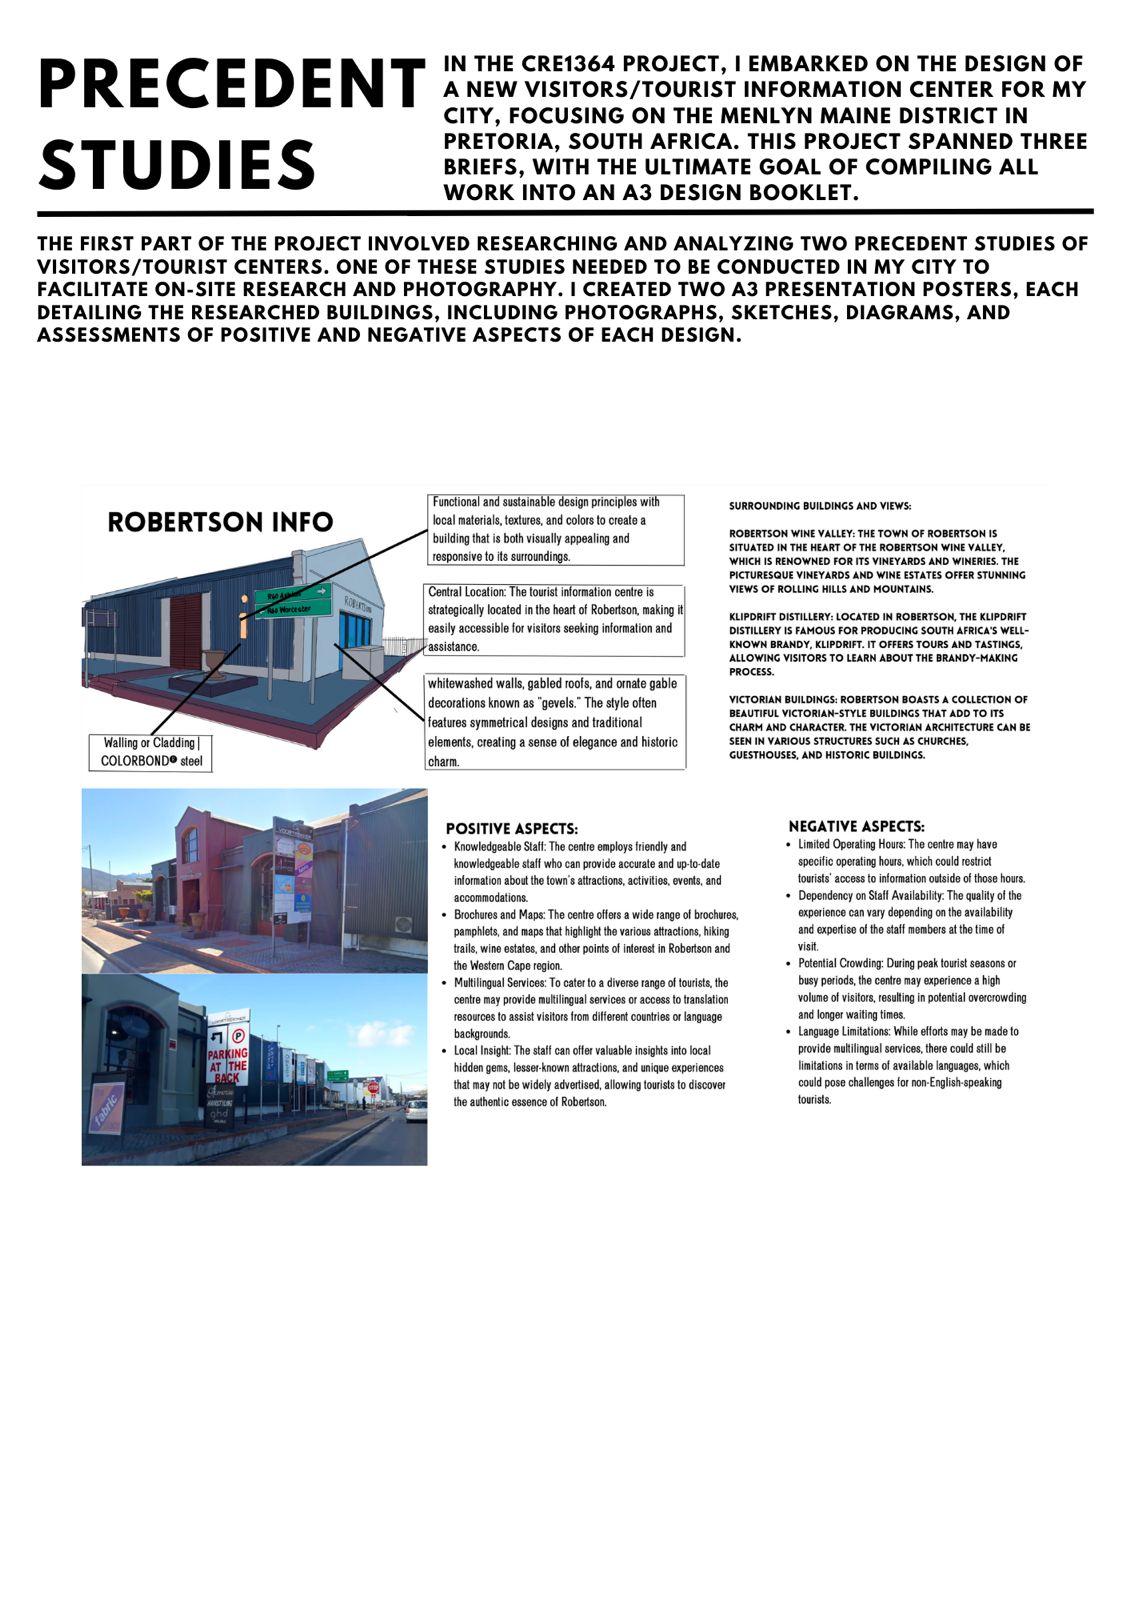 PRECEDENT
STUDIES
IN THE CRE1364 PROJECT, I EMBARKED ON THE DESIGN OF
A NEW VISITORS/TOURIST INFORMATION CENTER FOR MY
CITY, FOCUSING ON THE MENLYN MAINE DISTRICT IN
PRETORIA, SOUTH AFRICA. THIS PROJECT SPANNED THREE
BRIEFS, WITH THE ULTIMATE GOAL OF COMPILING ALL
WORK INTO AN A3 DESIGN BOOKLET.
THE FIRST PART OF THE PROJECT INVOLVED RESEARCHING AND ANALYZING TWO PRECEDENT STUDIES OF
VISITORS/TOURIST CENTERS. ONE OF THESE STUDIES NEEDED TO BE CONDUCTED IN MY CITY TO
FACILITATE ON-SITE RESEARCH AND PHOTOGRAPHY. I CREATED TWO A3 PRESENTATION POSTERS, EACH
DETAILING THE RESEARCHED BUILDINGS, INCLUDING PHOTOGRAPHS, SKETCHES, DIAGRAMS, AND
ASSESSMENTS OF POSITIVE AND NEGATIVE ASPECTS OF EACH DESIGN.
ROBERTSON INFO
R60 Ashton
R60 Worcester
ROBERTSON
Walling or Cladding |
COLORBOND® steel
Functional and sustainable design principles with
local materials, textures, and colors to create a
building that is both visually appealing and
responsive to its surroundings.
Central Location: The tourist information centre is
strategically located in the heart of Robertson, making it
easily accessible for visitors seeking information and
assistance.
whitewashed walls, gabled roofs, and ornate gable
decorations known as "gevels." The style often
features symmetrical designs and traditional
elements, creating a sense of elegance and historic
charm.
SURROUNDING BUILDINGS AND VIEWS:
ROBERTSON WINE VALLEY: THE TOWN OF ROBERTSON IS
SITUATED IN THE HEART OF THE ROBERTSON WINE VALLEY,
WHICH IS RENOWNED FOR ITS VINEYARDS AND WINERIES. THE
PICTURESQUE VINEYARDS AND WINE ESTATES OFFER STUNNING
VIEWS OF ROLLING HILLS AND MOUNTAINS.
KLIPDRIFT DISTILLERY: LOCATED IN ROBERTSON, THE KLIPDRIFT
DISTILLERY IS FAMOUS FOR PRODUCING SOUTH AFRICA'S WELL-
KNOWN BRANDY, KLIPDRIFT. IT OFFERS TOURS AND TASTINGS,
ALLOWING VISITORS TO LEARN ABOUT THE BRANDY-MAKING
PROCESS.
VICTORIAN BUILDINGS: ROBERTSON BOASTS A COLLECTION OF
BEAUTIFUL VICTORIAN-STYLE BUILDINGS THAT ADD TO ITS
CHARM AND CHARACTER. THE VICTORIAN ARCHITECTURE CAN BE
SEEN IN VARIOUS STRUCTURES SUCH AS CHURCHES,
GUESTHOUSES, AND HISTORIC BUILDINGS.
P
PARKING
AT THE
BACK
ghd
fabric
STOP
POSITIVE ASPECTS:
• Knowledgeable Staff: The centre employs friendly and
knowledgeable staff who can provide accurate and up-to-date
information about the town's attractions, activities, events, and
accommodations.
• Brochures and Maps: The centre offers a wide range of brochures,
pamphlets, and maps that highlight the various attractions, hiking
trails, wine estates, and other points of interest in Robertson and
the Western Cape region.
• Multilingual Services: To cater to a diverse range of tourists, the
centre may provide multilingual services or access to translation
resources to assist visitors from different countries or language
backgrounds.
• Local Insight: The staff can offer valuable insights into local
hidden gems, lesser-known attractions, and unique experiences
that may not be widely advertised, allowing tourists to discover
the authentic essence of Robertson.
NEGATIVE ASPECTS:
• Limited Operating Hours: The centre may have
specific operating hours, which could restrict
tourists' access to information outside of those hours.
• Dependency on Staff Availability: The quality of the
experience can vary depending on the availability
and expertise of the staff members at the time of
visit.
• Potential Crowding: During peak tourist seasons or
busy periods, the centre may experience a high
volume of visitors, resulting in potential overcrowding
and longer waiting times.
• Language Limitations: While efforts may be made to
provide multilingual services, there could still be
limitations in terms of available languages, which
could pose challenges for non-English-speaking
tourists.